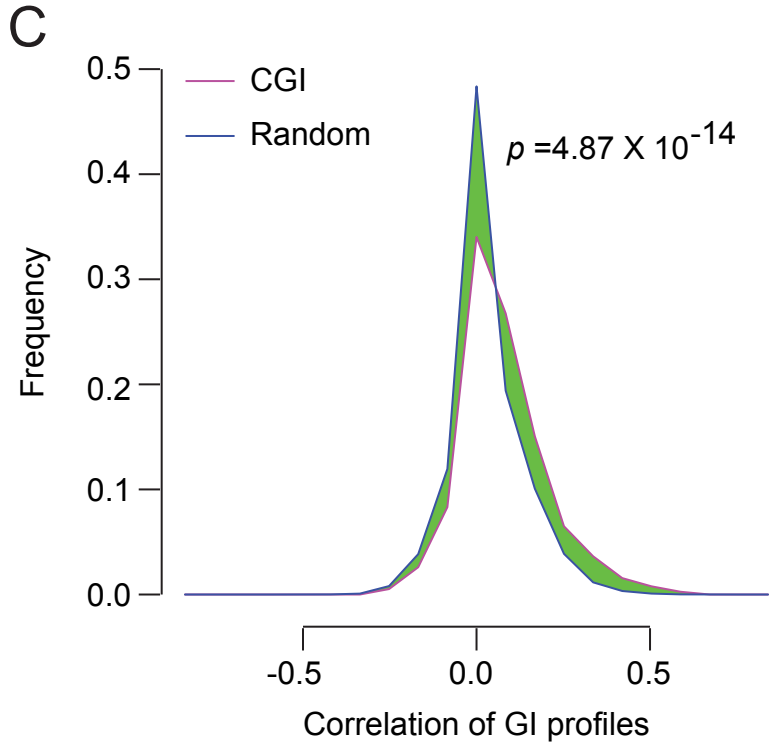 C
0.5
CGI
Random
p =4.87 X 10-14
0.4
0.3
Frequency
0.2
0.1
0.0
-0.5 0.0 0.5
Correlation of GI profiles